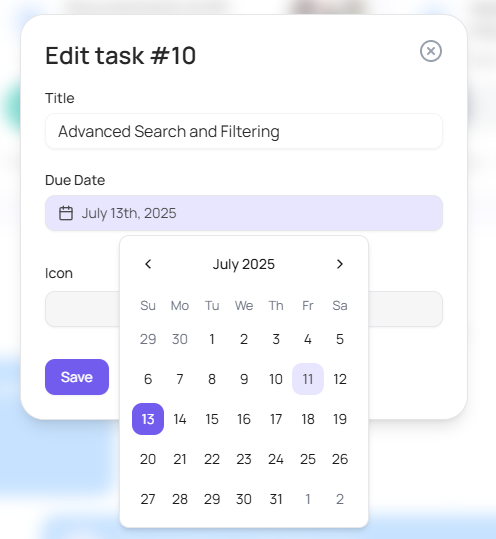 Edit task #10
Title
Advanced Search and Filtering
Due Date
July 13th, 2025
Icon
Save
July 2025
Su Mo Tu We Th Fr Sa
29 30 1 2 3 4 5
6 7 8 9 10 11 12
13 14 15 16 17 18 19
20 21 22 23 24 25 26
27 28 29 30 31 1 2